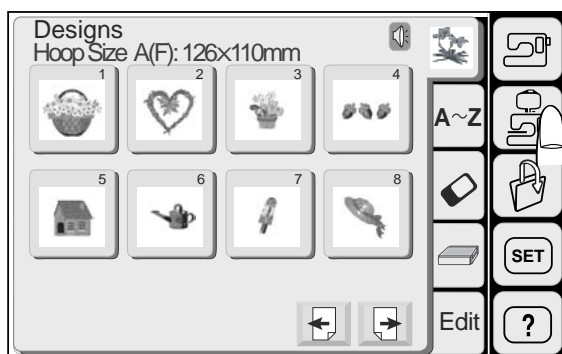 Designs
Hoop Size A(F): 126×110mm
1 2 3 4
A~Z
5 6 7 8
SET
Edit
?